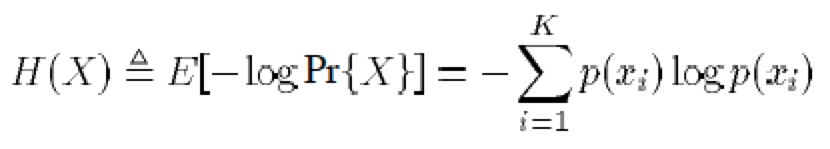 H(X) ≜ E[−log Pr{X}] = −∑_{i=1}^{K} p(x_i) log p(x_i)